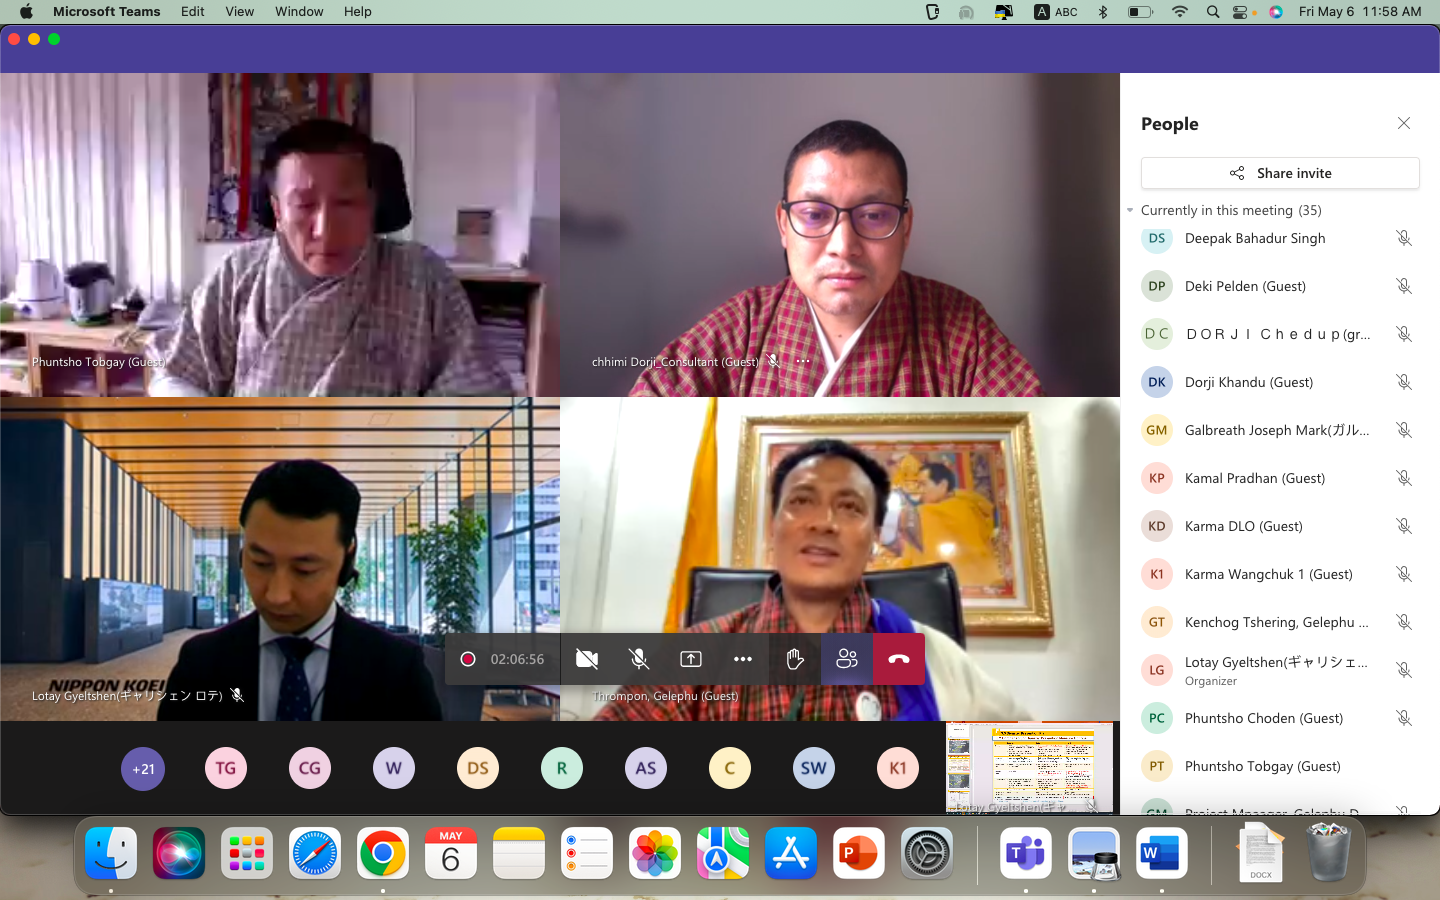 Microsoft Teams Edit View Window Help
A ABC Fri May 6 11:58 AM
People
Share invite
Currently in this meeting (35)
DS Deepak Bahadur Singh
DP Deki Pelden (Guest)
D C D O R J I C h e d u p (gr...
DK Dorji Khandu (Guest)
GM Galbreath Joseph Mark(ガル...
KP Kamal Pradhan (Guest)
KD Karma DLO (Guest)
K1 Karma Wangchuk 1 (Guest)
GT Kenchog Tshering, Gelephu ...
LG Lotay Gyeltshen(ギャリシェ...
Organizer
PC Phuntsho Choden (Guest)
PT Phuntsho Tobgay (Guest)
Phuntsho Tobgay (Guest)
chhimi Dorji_Consultant (Guest)
NIPPON KOEI
Lotay Gyeltshen(ギャリシェン ロテ)
02:06:56
Thrompon, Gelephu (Guest)
+21 TG CG W DS R AS C SW K1
Lotay Gyeltshen(ギャ
MAY
6
P
T
W
DOCX